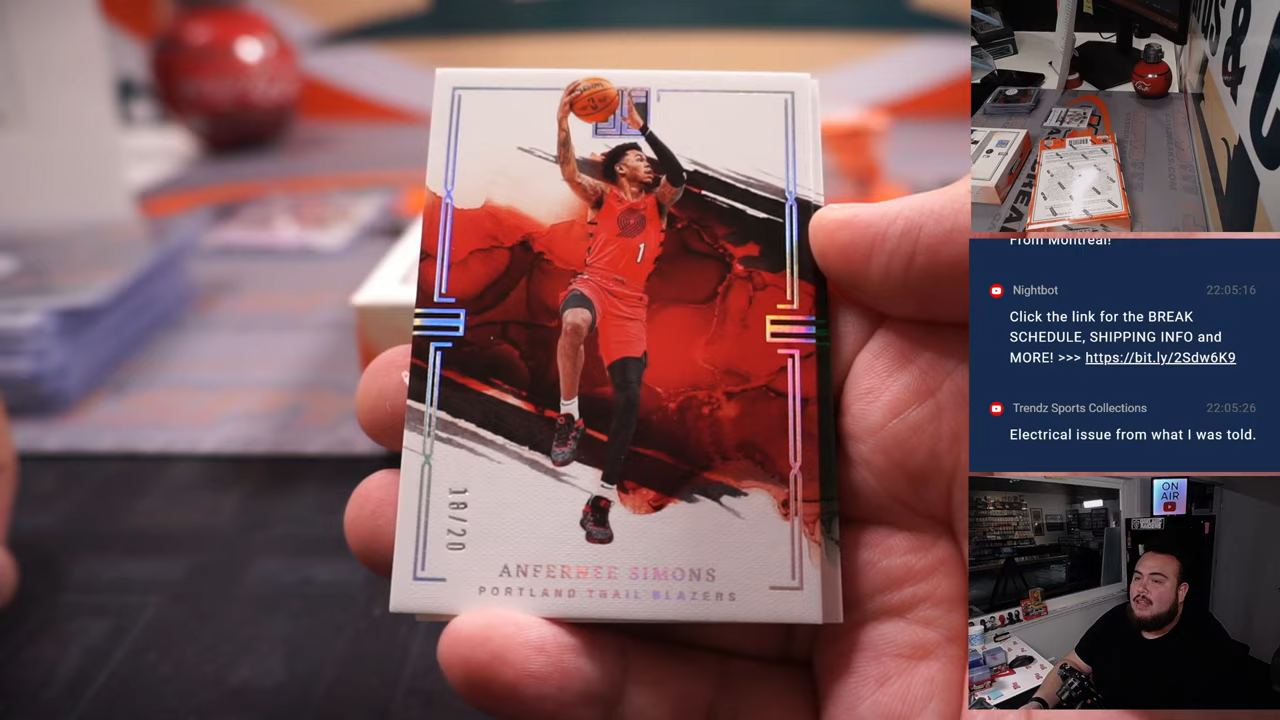 1
18/20
ANFERNEE SIMONS
PORTLAND TRAIL BLAZERS
From Montreal!
Nightbot 22:05:16
Click the link for the BREAK
SCHEDULE, SHIPPING INFO and
MORE! >>> https://bit.ly/2Sdw6K9
Trendz Sports Collections 22:05:26
Electrical issue from what I was told.
ON
AIR